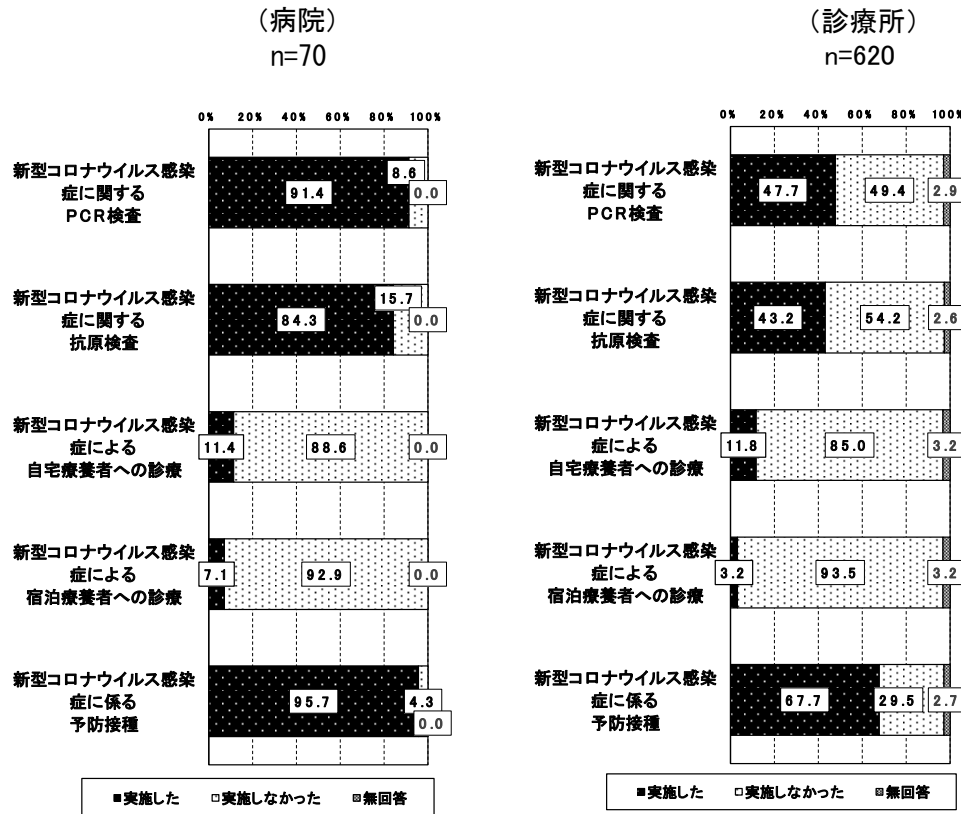 （病院）
n=70
0% 20% 40% 60% 80% 100%
新型コロナウイルス感染
症に関する
PCR検査
91.4 8.6 0.0
新型コロナウイルス感染
症に関する
抗原検査
84.3 15.7 0.0
新型コロナウイルス感染
症による
自宅療養者への診療
11.4 88.6 0.0
新型コロナウイルス感染
症による
宿泊療養者への診療
7.1 92.9 0.0
新型コロナウイルス感染
症に係る
予防接種
95.7 4.3 0.0
■実施した □実施しなかった 無回答
（診療所）
n=620
0% 20% 40% 60% 80% 100%
新型コロナウイルス感染
症に関する
PCR検査
47.7 49.4 2.9
新型コロナウイルス感染
症に関する
抗原検査
43.2 54.2 2.6
新型コロナウイルス感染
症による
自宅療養者への診療
11.8 85.0 3.2
新型コロナウイルス感染
症による
宿泊療養者への診療
3.2 93.5 3.2
新型コロナウイルス感染
症に係る
予防接種
67.7 29.5 2.7
■実施した □実施しなかった 無回答